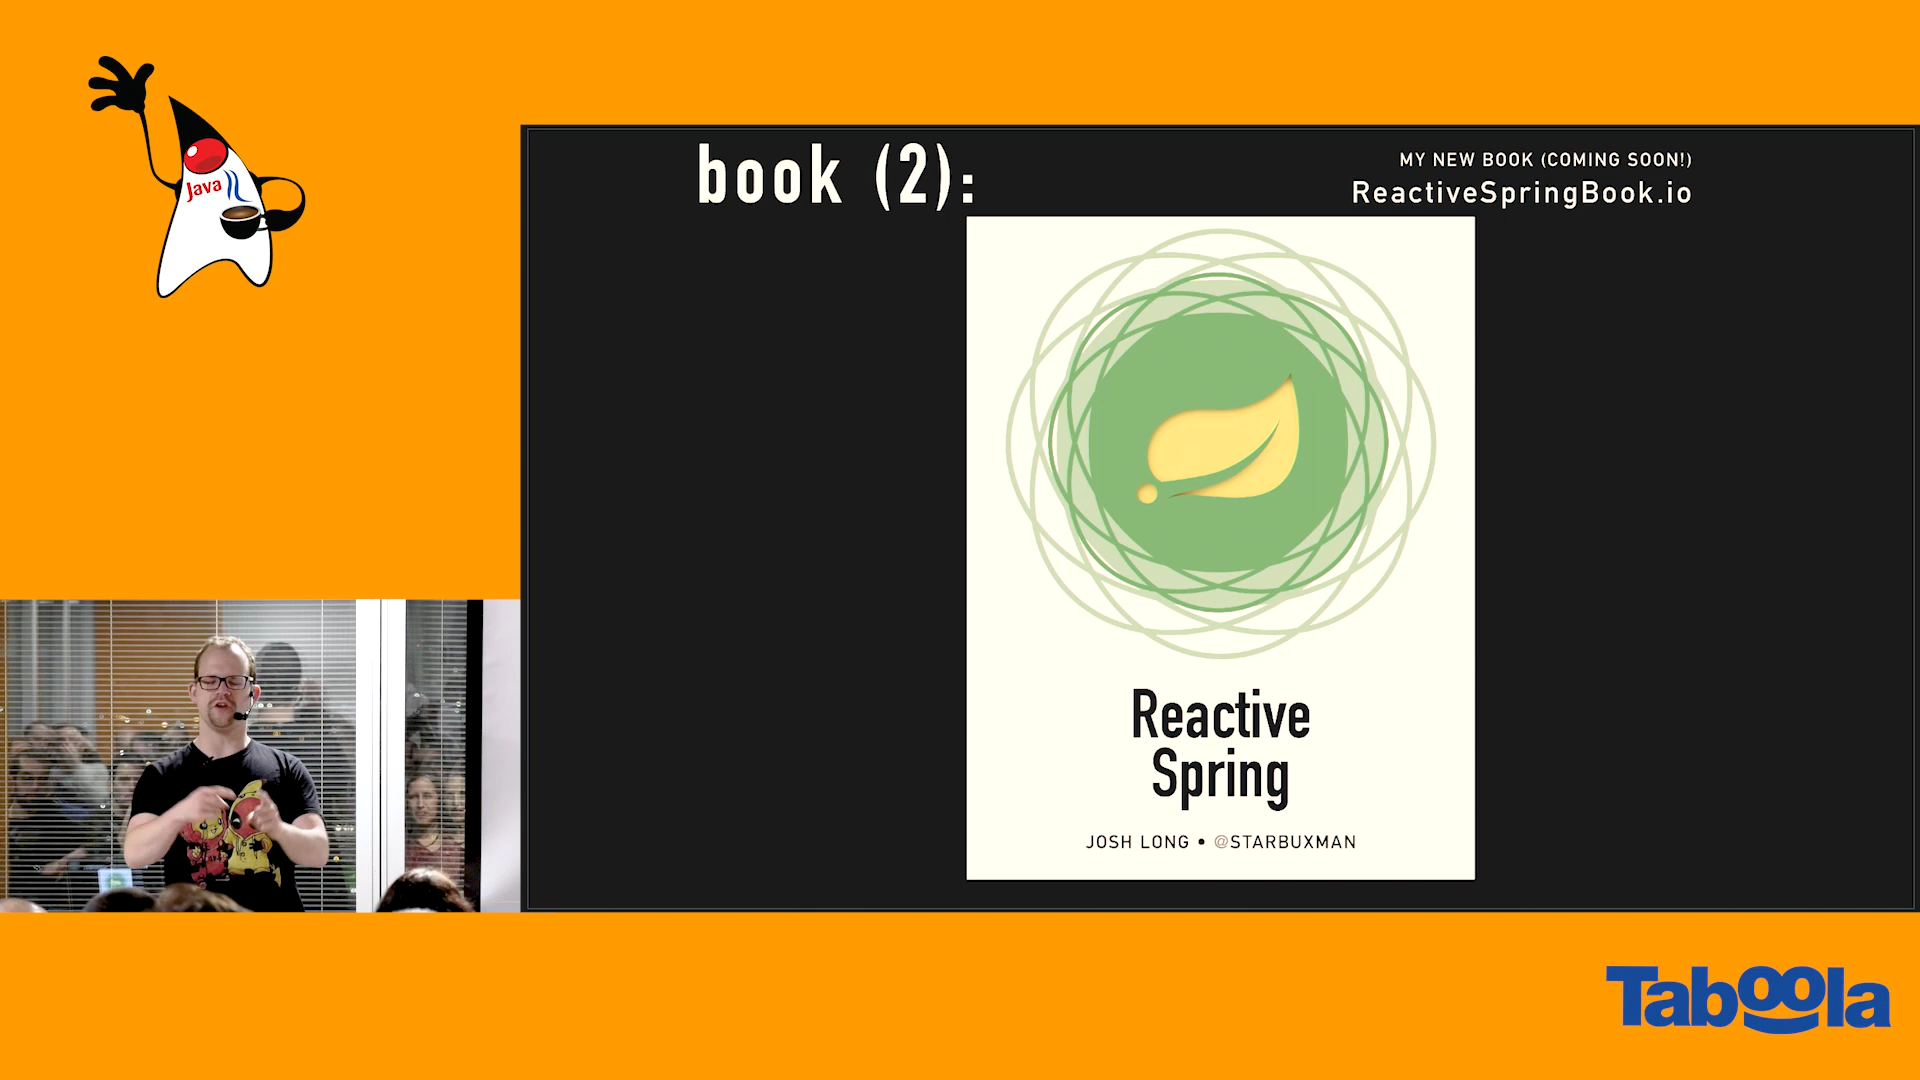 Java
book (2):
MY NEW BOOK (COMING SOON!)
ReactiveSpringBook.io
Reactive
Spring
JOSH LONG • @STARBUXMAN
Taboola